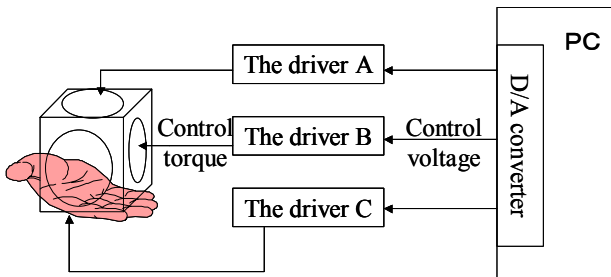 PC
The driver A
D/A converter
Control
torque
The driver B
Control
voltage
The driver C